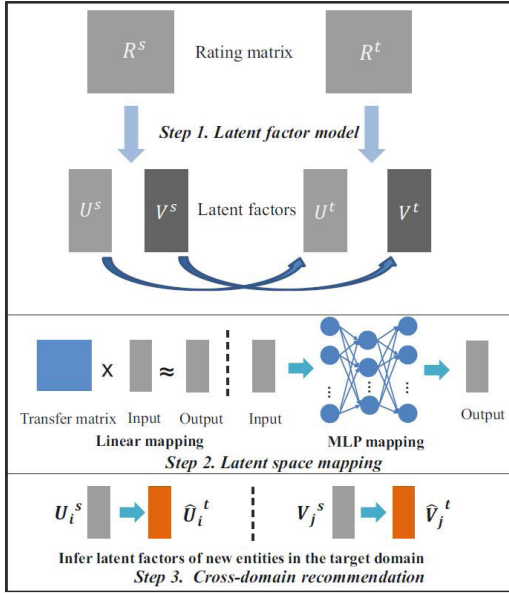 R^s Rating matrix R^t
Step 1. Latent factor model
U^s V^s Latent factors U^t V^t
X ≈
Transfer matrix Input Output Input Output
Linear mapping MLP mapping
Step 2. Latent space mapping
U_i^s Û_i^t V_j^s V̂_j^t
Infer latent factors of new entities in the target domain
Step 3. Cross-domain recommendation